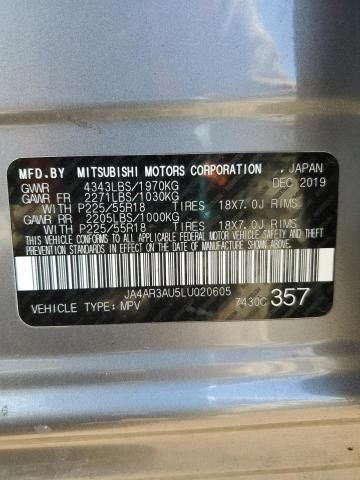 MFD.BY MITSUBISHI MOTORS CORPORATION ., JAPAN
GVWR 4343LBS/1970KG DEC 2019
GAWR FR 2271LBS/1030KG
WITH P225/55R18 TIRES 18X7.0J RIMS
GAWR RR 2205LBS/1000KG
WITH P225/55R18 TIRES 18X7.0J RIMS
THIS VEHICLE CONFORMS TO ALL APPLICABLE FEDERAL MOTOR VEHICLE SAFETY, BUMPER, AND THEFT
PREVENTION STANDARDS IN EFFECT ON THE DATE OF MANUFACTURE SHOWN ABOVE.
JA4AR3AU5LU020605
VEHICLE TYPE: MPV 7430C 357